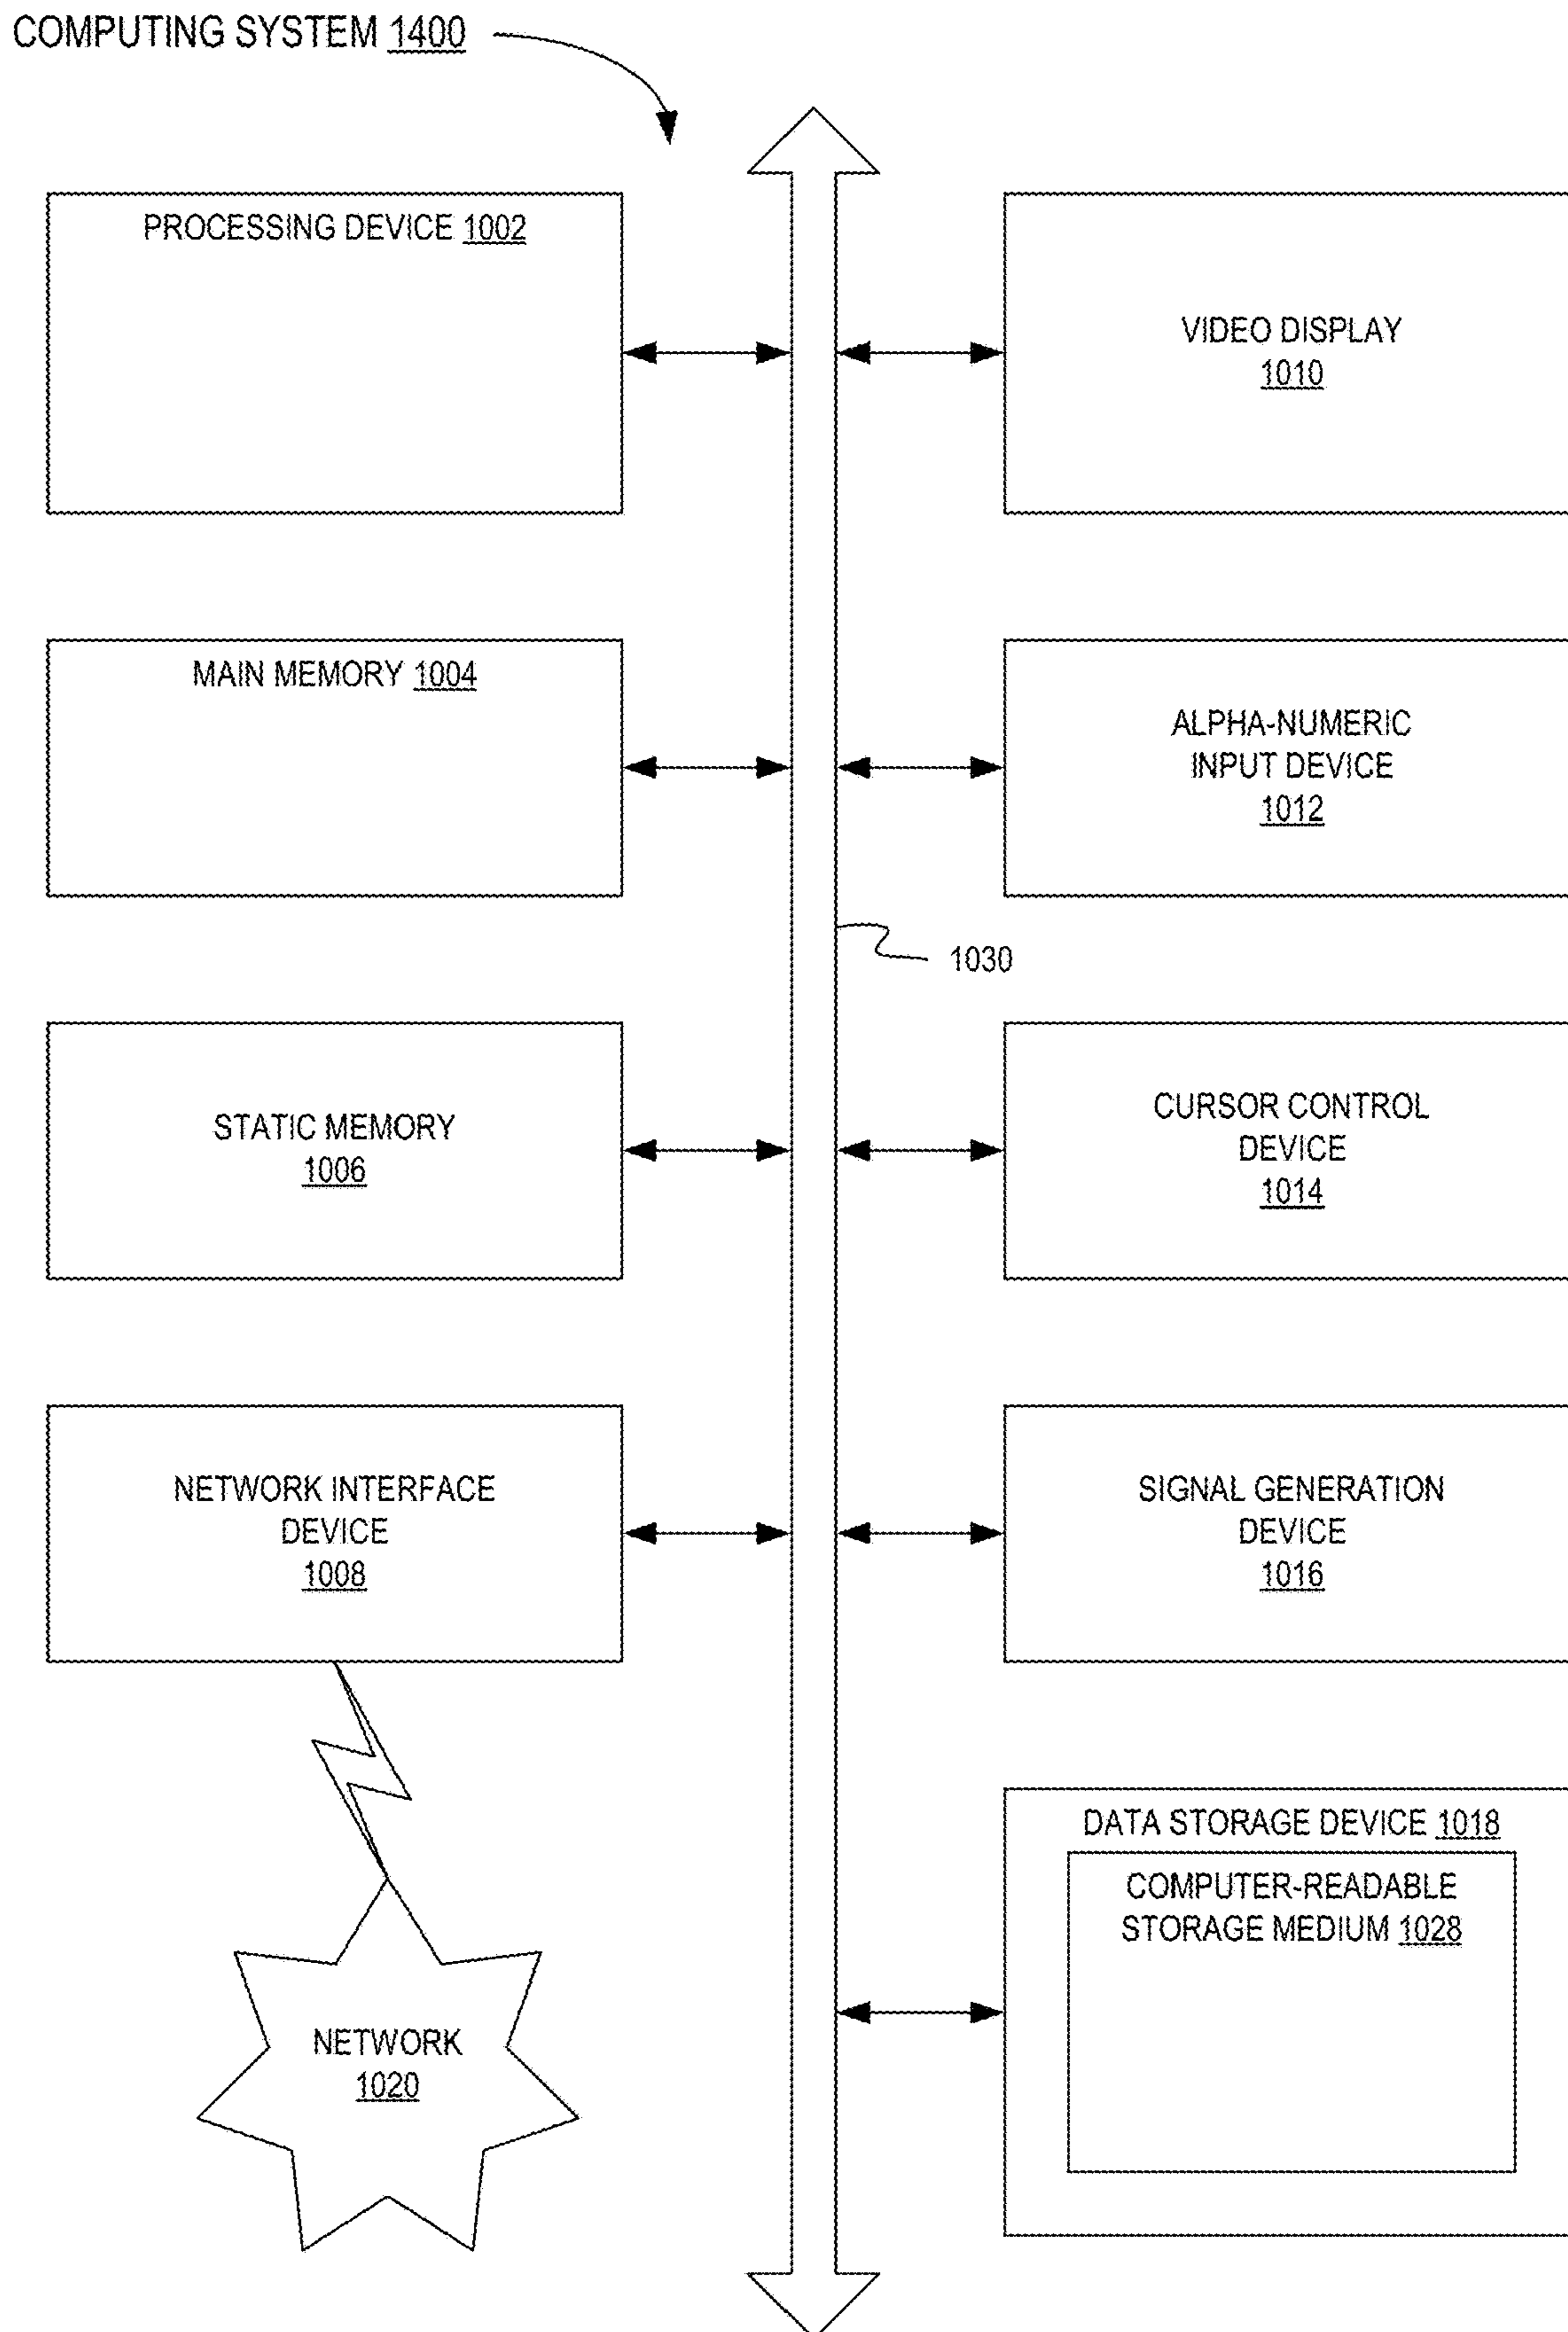 COMPUTING SYSTEM 1400
PROCESSING DEVICE 1002
VIDEO DISPLAY
1010
MAIN MEMORY 1004
ALPHA-NUMERIC
INPUT DEVICE
1012
1030
STATIC MEMORY
1006
CURSOR CONTROL
DEVICE
1014
NETWORK INTERFACE
DEVICE
1008
SIGNAL GENERATION
DEVICE
1016
DATA STORAGE DEVICE 1018
COMPUTER-READABLE
STORAGE MEDIUM 1028
NETWORK
1020